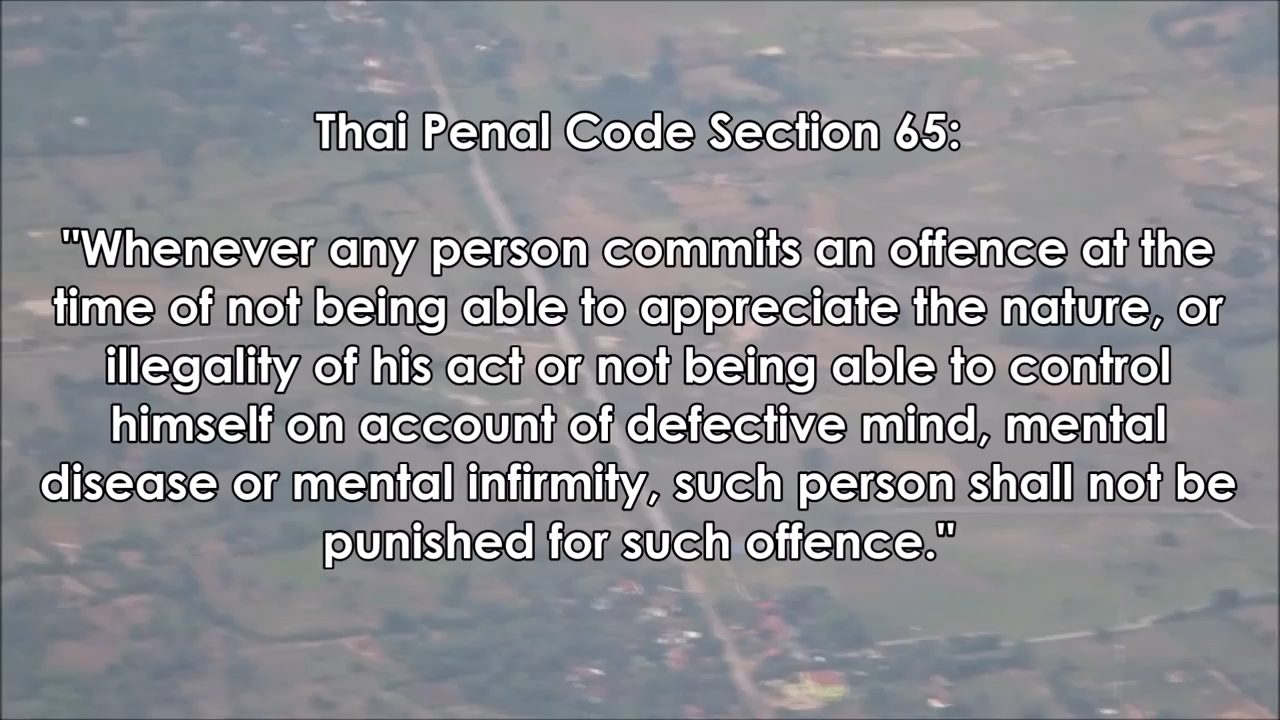 Thai Penal Code Section 65:
"Whenever any person commits an offence at the
time of not being able to appreciate the nature, or
illegality of his act or not being able to control
himself on account of defective mind, mental
disease or mental infirmity, such person shall not be
punished for such offence."